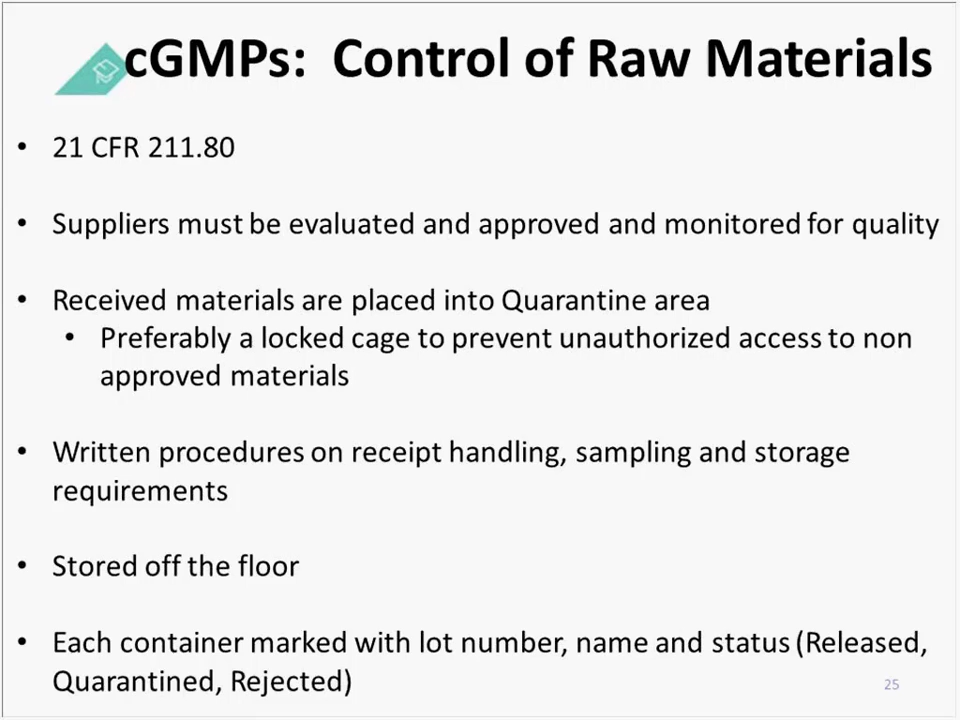 cGMPs: Control of Raw Materials
• 21 CFR 211.80
• Suppliers must be evaluated and approved and monitored for quality
• Received materials are placed into Quarantine area
• Preferably a locked cage to prevent unauthorized access to non
approved materials
• Written procedures on receipt handling, sampling and storage
requirements
• Stored off the floor
• Each container marked with lot number, name and status (Released,
Quarantined, Rejected)
25